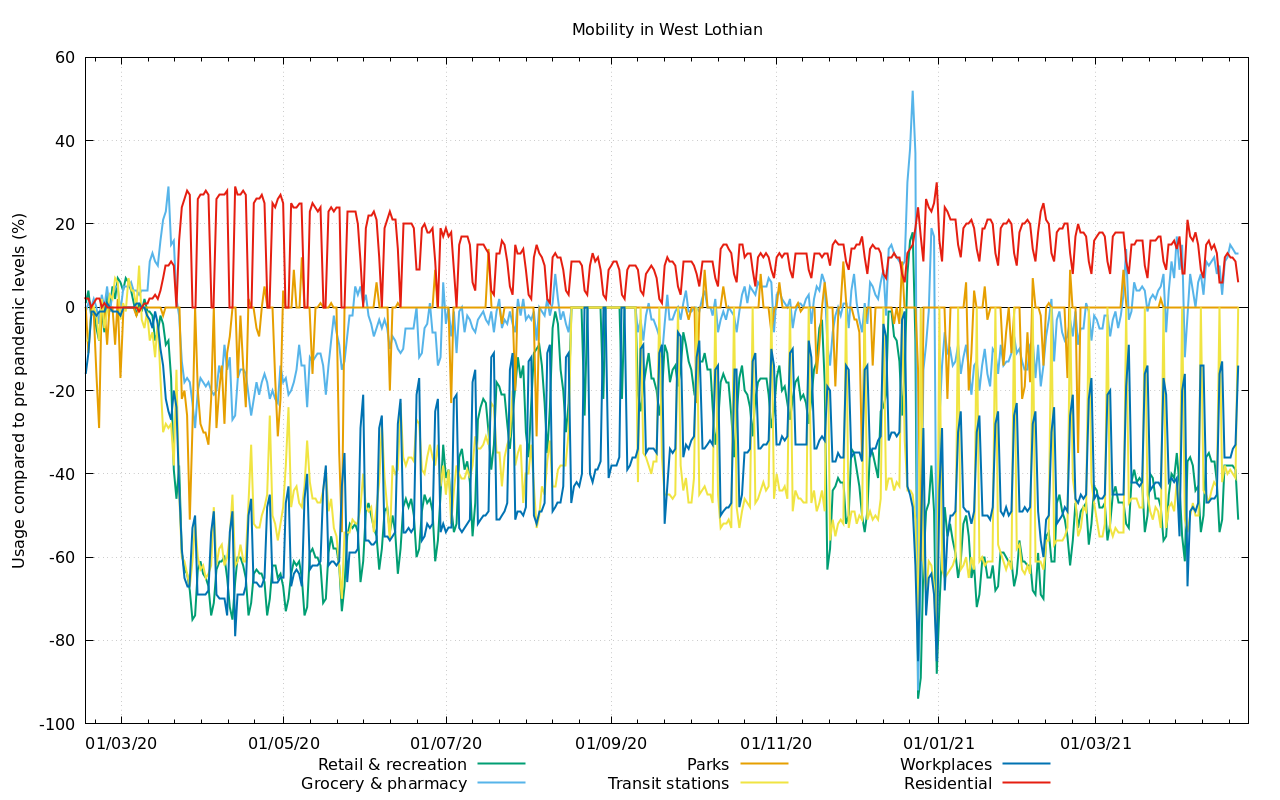 Mobility in West Lothian
Usage compared to pre pandemic levels (%)
60
40
20
0
-20
-40
-60
-80
-100
01/03/20 01/05/20 01/07/20 01/09/20 01/11/20 01/01/21 01/03/21
Retail & recreation Parks Workplaces
Grocery & pharmacy Transit stations Residential